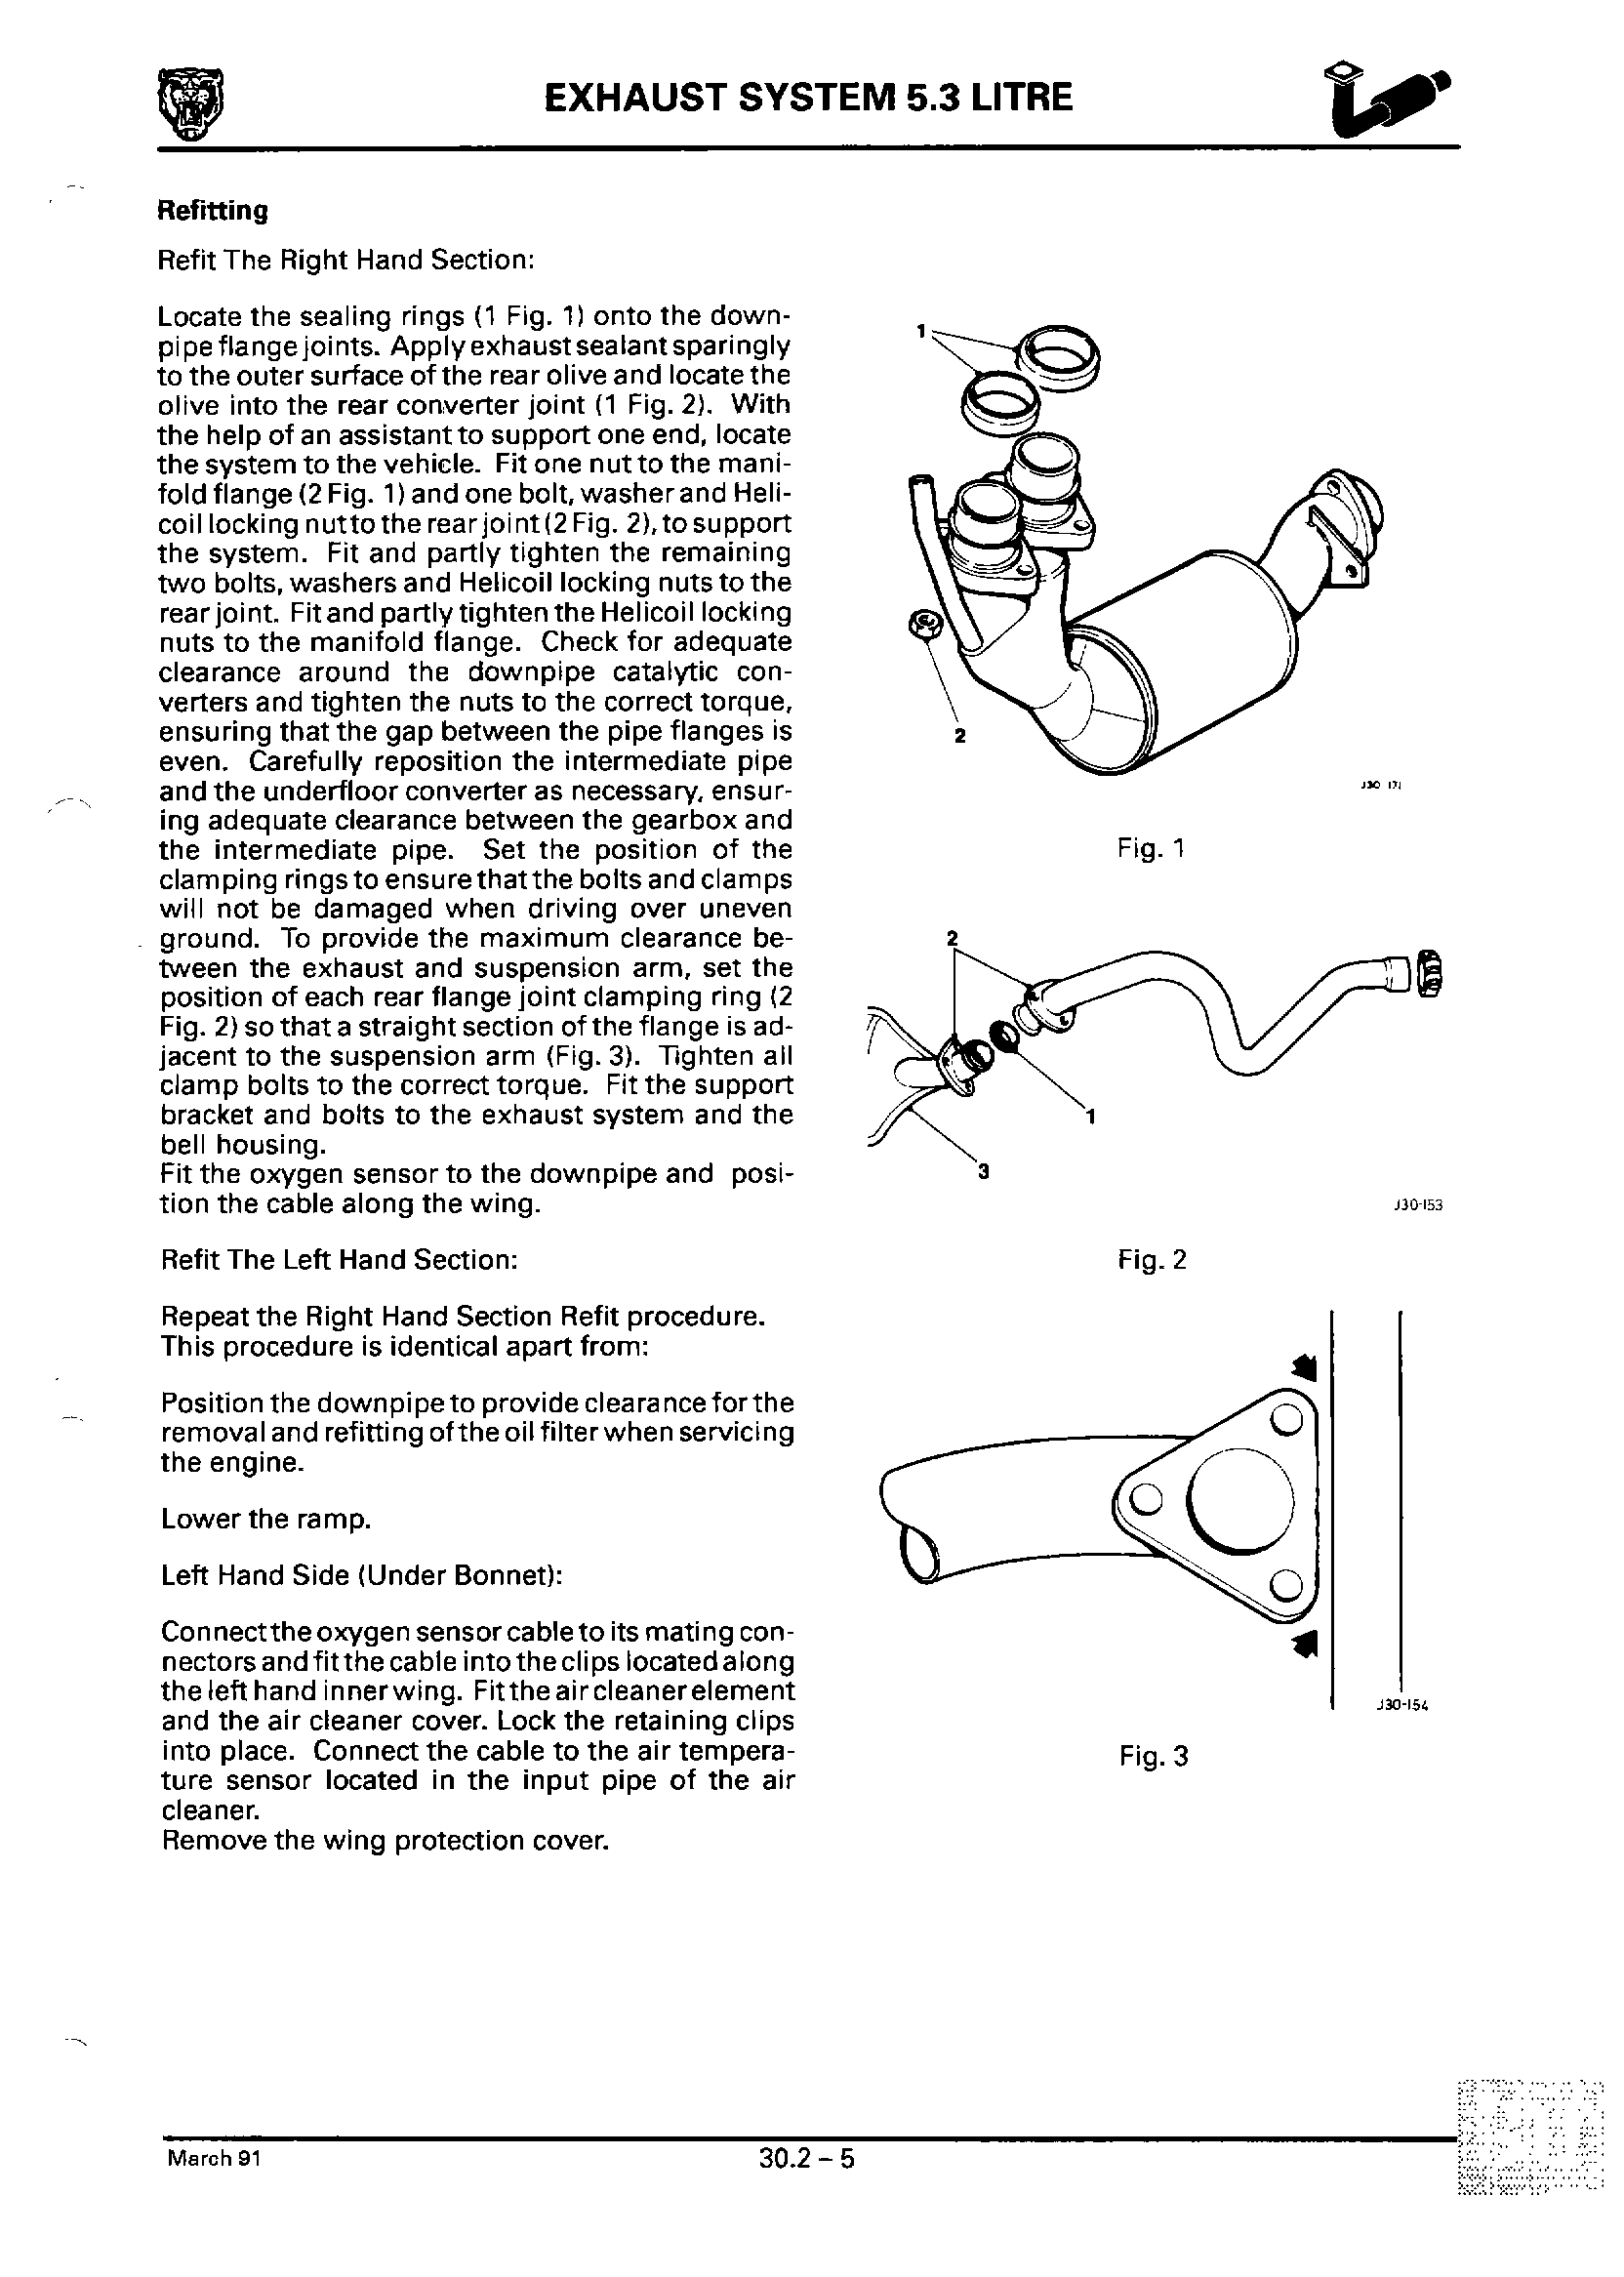 EXHAUST SYSTEM 5.3 LITRE
Refitting
Refit The Right Hand Section:
Locate the sealing rings (1 Fig. 1) onto the down-
pipe flange joints. Apply exhaust sealant sparingly
to the outer surface of the rear olive and locate the
olive into the rear converter joint (1 Fig. 2). With
the help of an assistant to support one end, locate
the system to the vehicle. Fit one nut to the mani-
fold flange (2 Fig. 1) and one bolt, washer and Heli-
coil locking nut to the rear joint (2 Fig. 2), to support
the system. Fit and partly tighten the remaining
two bolts, washers and Helicoil locking nuts to the
rear joint. Fit and partly tighten the Helicoil locking
nuts to the manifold flange. Check for adequate
clearance around the downpipe catalytic con-
verters and tighten the nuts to the correct torque,
ensuring that the gap between the pipe flanges is
even. Carefully reposition the intermediate pipe
and the underfloor converter as necessary, ensur-
ing adequate clearance between the gearbox and
the intermediate pipe. Set the position of the
clamping rings to ensure that the bolts and clamps
will not be damaged when driving over uneven
ground. To provide the maximum clearance be-
tween the exhaust and suspension arm, set the
position of each rear flange joint clamping ring (2
Fig. 2) so that a straight section of the flange is ad-
jacent to the suspension arm (Fig. 3). Tighten all
clamp bolts to the correct torque. Fit the support
bracket and bolts to the exhaust system and the
bell housing.
Fit the oxygen sensor to the downpipe and posi-
tion the cable along the wing.
Refit The Left Hand Section:
Repeat the Right Hand Section Refit procedure.
This procedure is identical apart from:
Position the downpipe to provide clearance for the
removal and refitting of the oil filter when servicing
the engine.
Lower the ramp.
Left Hand Side (Under Bonnet):
Connect the oxygen sensor cable to its mating con-
nectors and fit the cable into the clips located along
the left hand inner wing. Fit the air cleaner element
and the air cleaner cover. Lock the retaining clips
into place. Connect the cable to the air tempera-
ture sensor located in the input pipe of the air
cleaner.
Remove the wing protection cover.
1
2
J30 171
Fig. 1
2
1
3
J30-153
Fig. 2
J30-154
Fig. 3
March 91
30.2 – 5